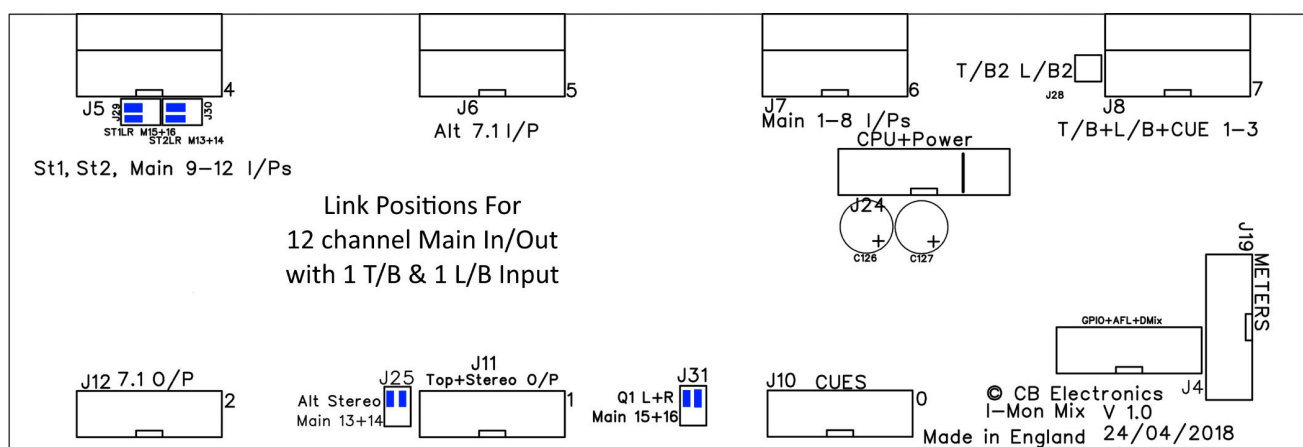 4
5
6
7
T/B2 L/B2
J28
J5
J29
J30
ST1LR M15+16
ST2LR M13+14
St1, St2, Main 9-12 I/Ps
J6
Alt 7.1 I/P
J7
Main 1-8 I/Ps
J8
T/B+L/B+CUE 1-3
CPU+Power
J24
+
+
C126
C127
Link Positions For
12 channel Main In/Out
with 1 T/B & 1 L/B Input
J19
METERS
GPIO+AFL+DMix
J4
J12 7.1 O/P
2
J25
Alt Stereo
Main 13+14
J11
Top+Stereo O/P
1
J31
Q1 L+R
Main 15+16
J10 CUES
0
© CB Electronics
I-Mon Mix V 1.0
Made in England 24/04/2018